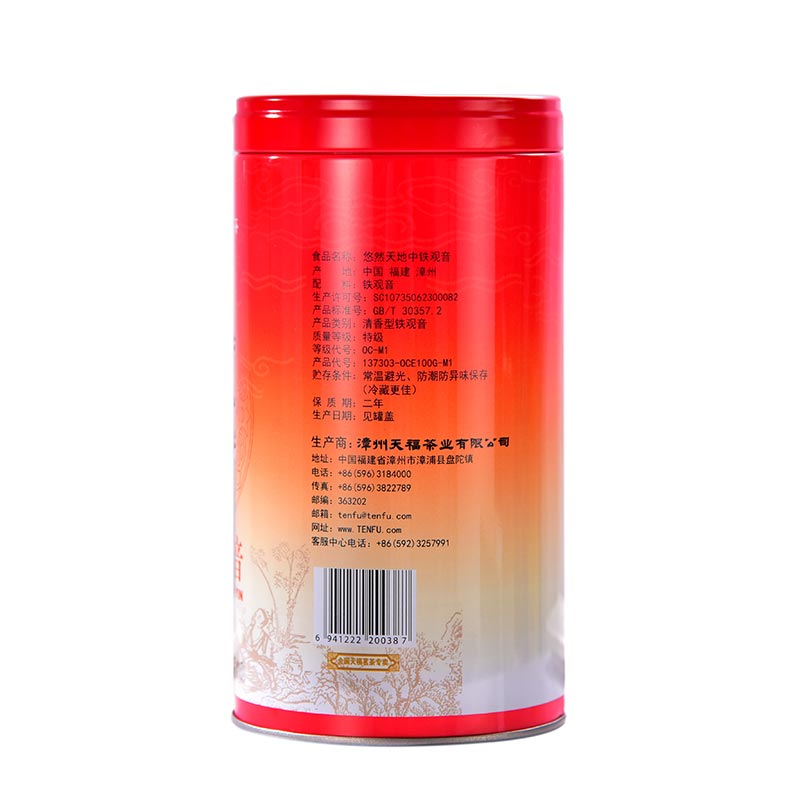 食品名称：悠然天地中铁观音
产 地：中国 福建 漳州
配 料：铁观音
生产许可号：SC10735062300082
产品标准号：GB/T 30357.2
产品类别：清香型铁观音
质量等级：特级
等级代号：OC-M1
产品代号：137303-OCE100G-M1
贮存条件：常温避光、防潮防异味保存
（冷藏更佳）
保 质 期：二年
生产日期：见罐盖
生产商：漳州天福茶业有限公司
地址：中国福建省漳州市漳浦县盘陀镇
电话：+86(596)3184000
传真：+86(596)3822789
邮编：363202
邮箱：tenfu@tenfu.com
网址：www.TENFU.com
客服中心电话：+86(592)3257991
6 941222 200387
全国天福茗茶专卖